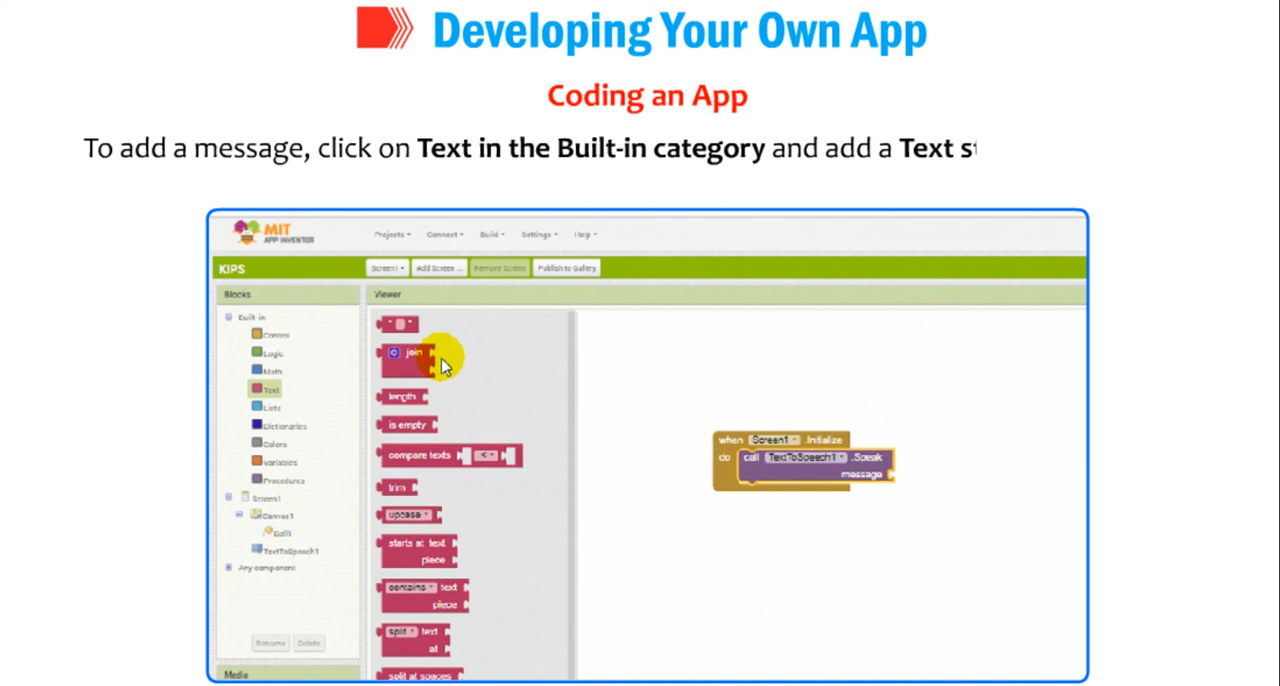 Developing Your Own App
Coding an App
To add a message, click on Text in the Built-in category and add a Text st
MIT
APP INVENTOR
Projects Connect Build Settings Help
KIPS
Screen1 Add Screen ... Remove Screen Publish to Gallery
Blocks
Viewer
Built-in
Control
Logic
Math
Text
Lists
Dictionaries
Colors
Variables
Procedures
Screen1
Canvas1
Ball1
TextToSpeech1
Any component
Rename Delete
Media
" "
join
length
is empty
compare texts <
trim
upcase
starts at text
piece
contains text
piece
split text
at
split at spaces
when Screen1 .Initialize
do call TextToSpeech1 .Speak
message